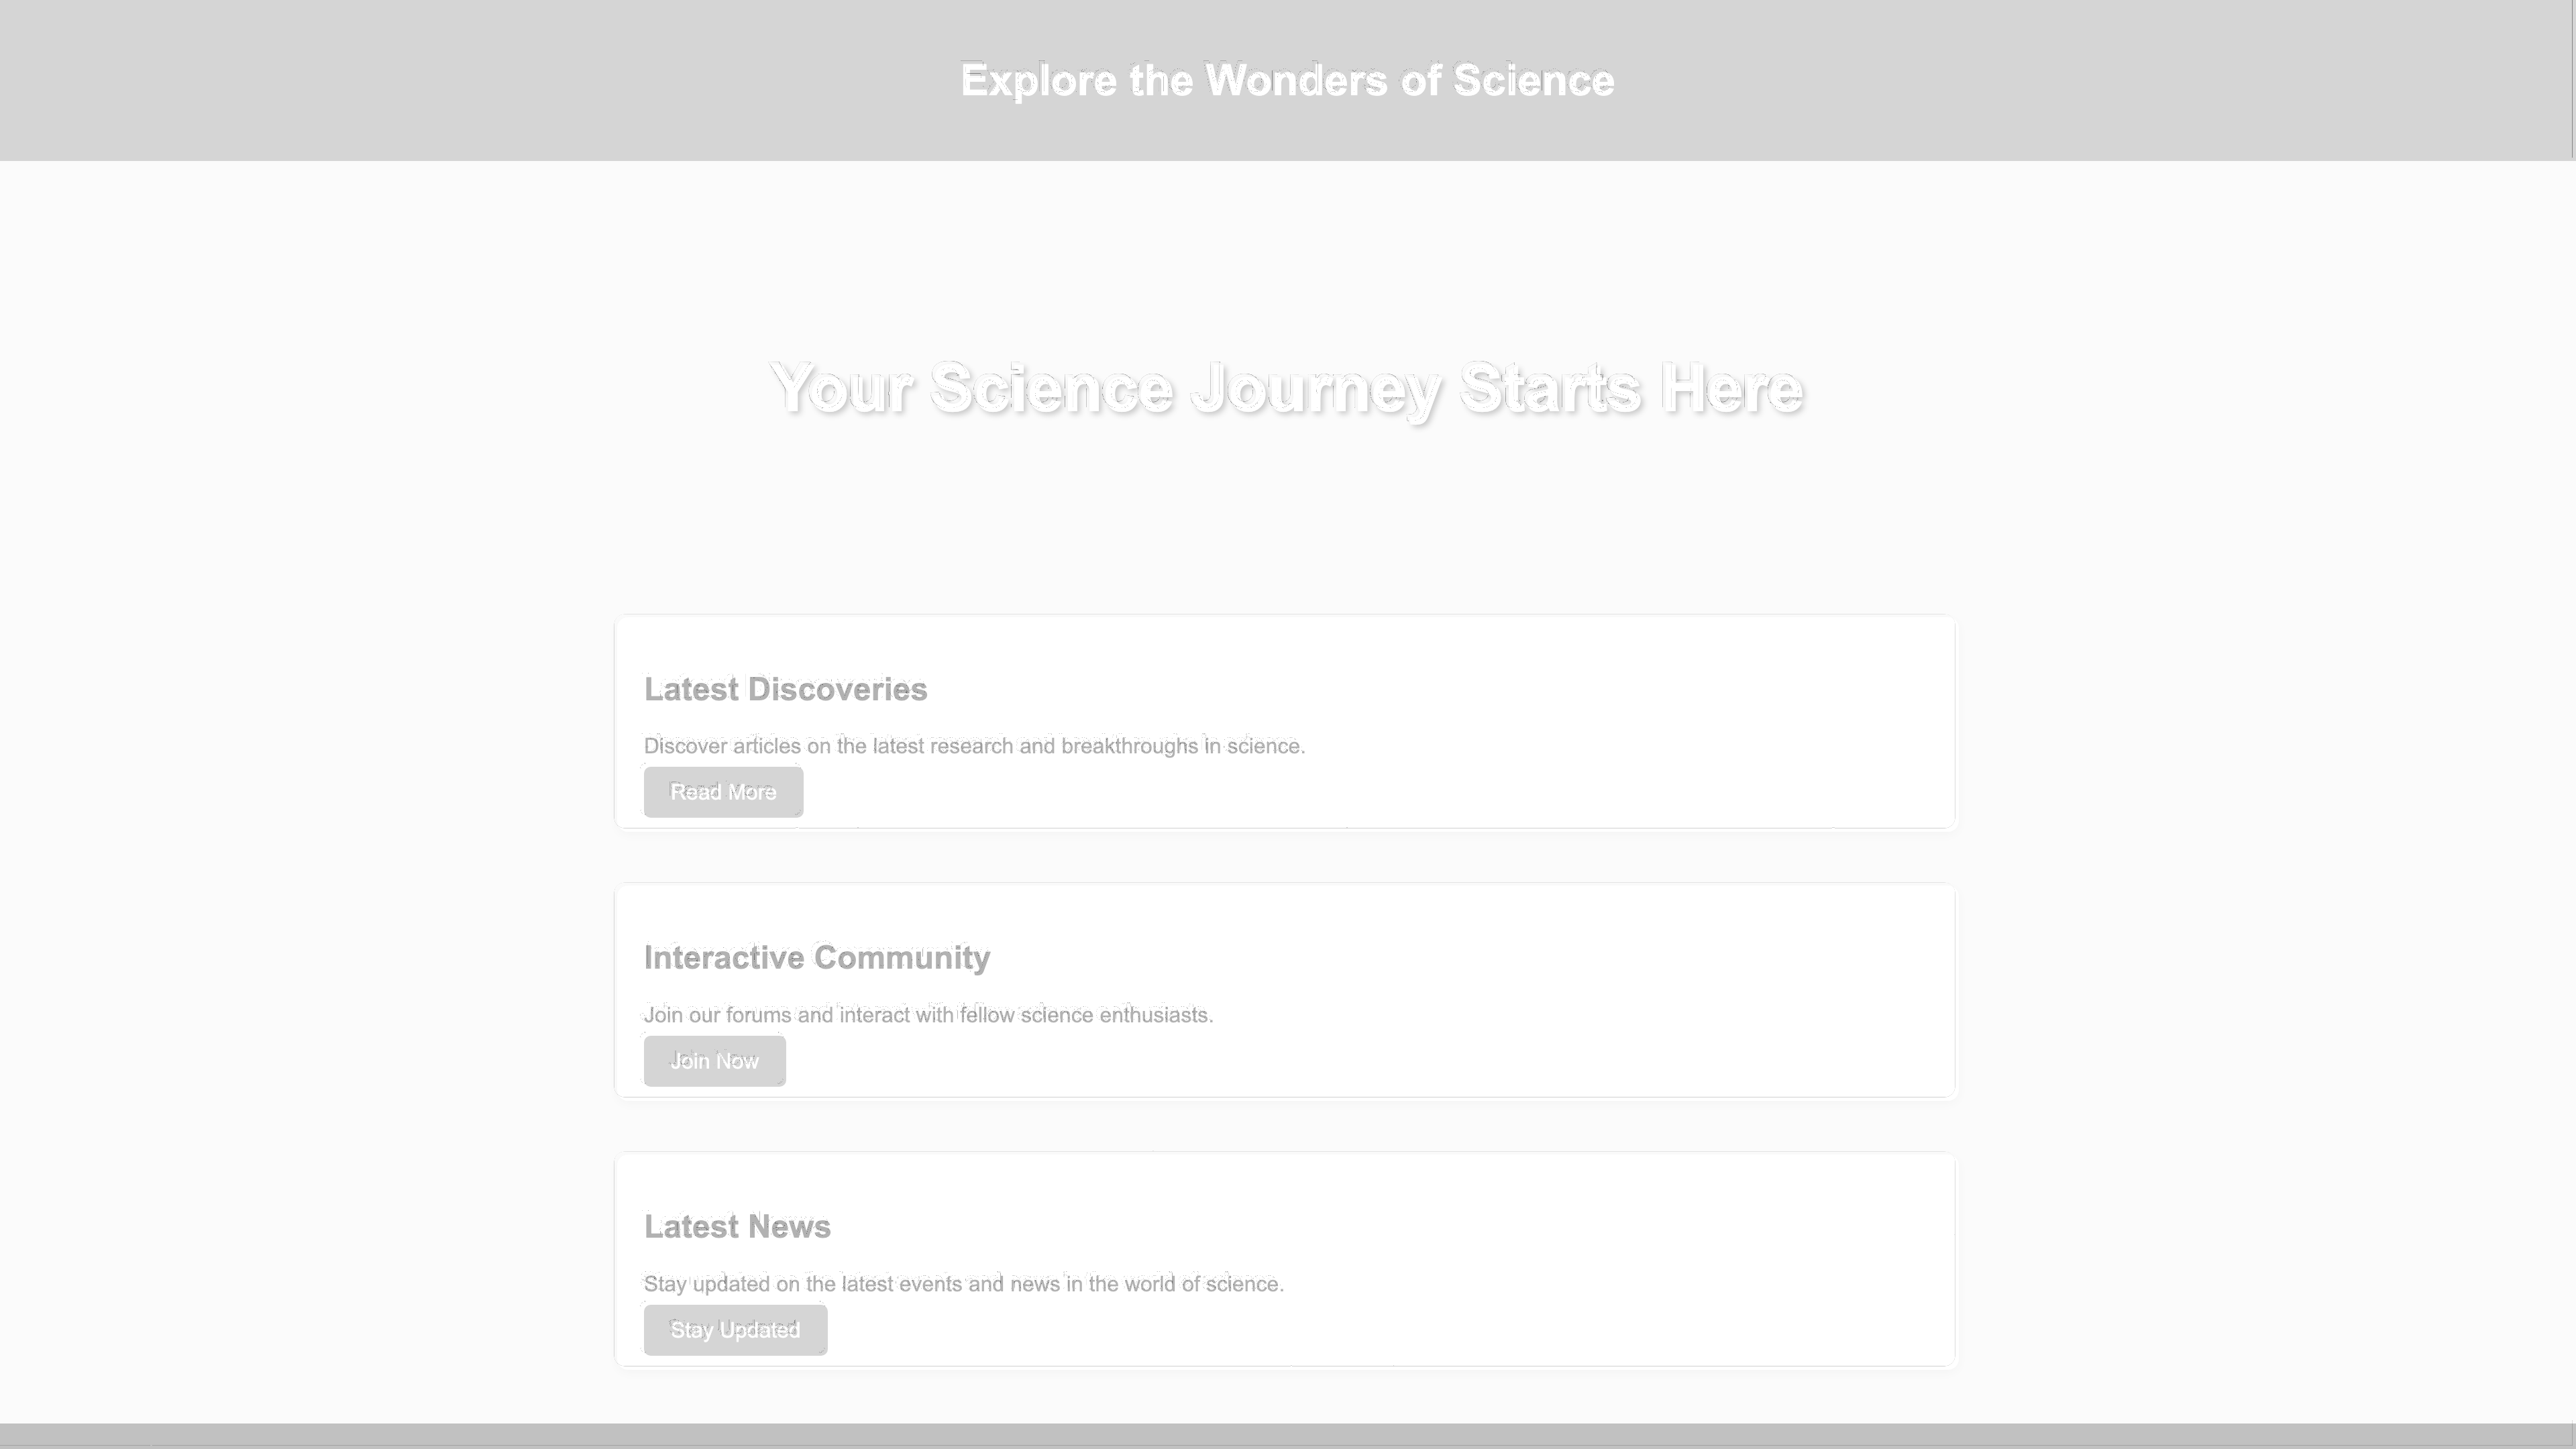 Explore the Wonders of Science
Your Science Journey Starts Here
Latest Discoveries
Discover articles on the latest research and breakthroughs in science.
Read More
Interactive Community
Join our forums and interact with fellow science enthusiasts.
Join Now
Latest News
Stay updated on the latest events and news in the world of science.
Stay Updated